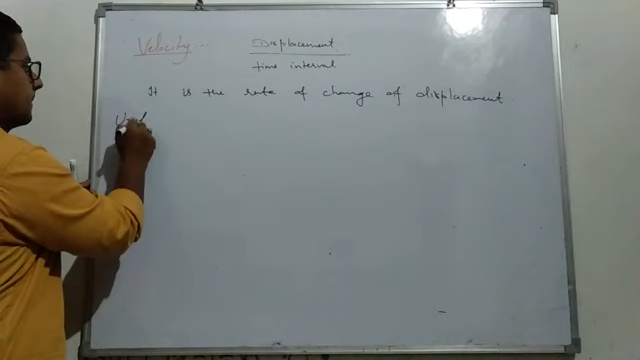 Velocity... Displacement
time interval
It is the rate of change of displacement